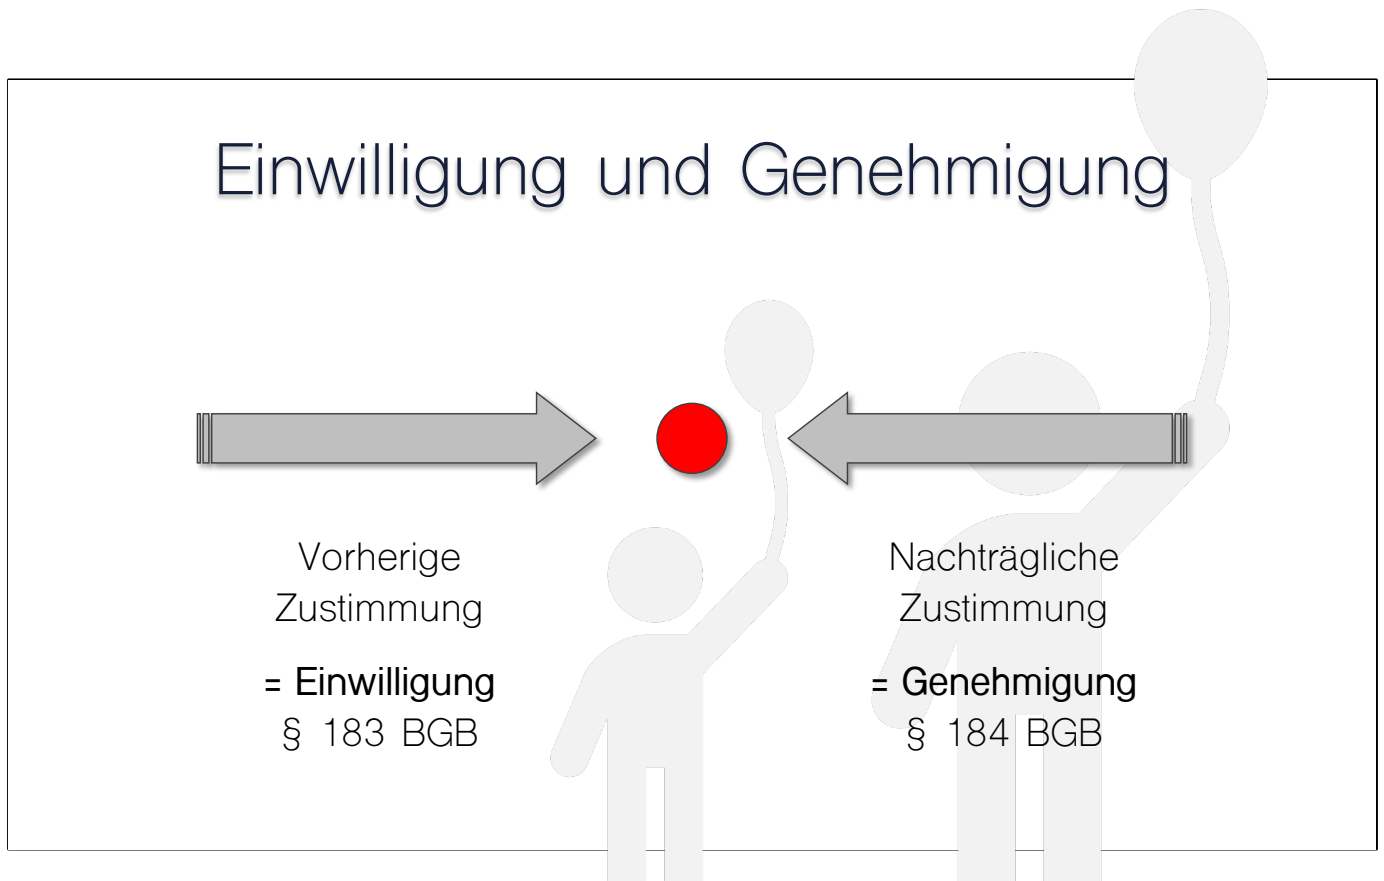 Einwilligung und Genehmigung
Vorherige
Zustimmung
= Einwilligung
§ 183 BGB
Nachträgliche
Zustimmung
= Genehmigung
§ 184 BGB